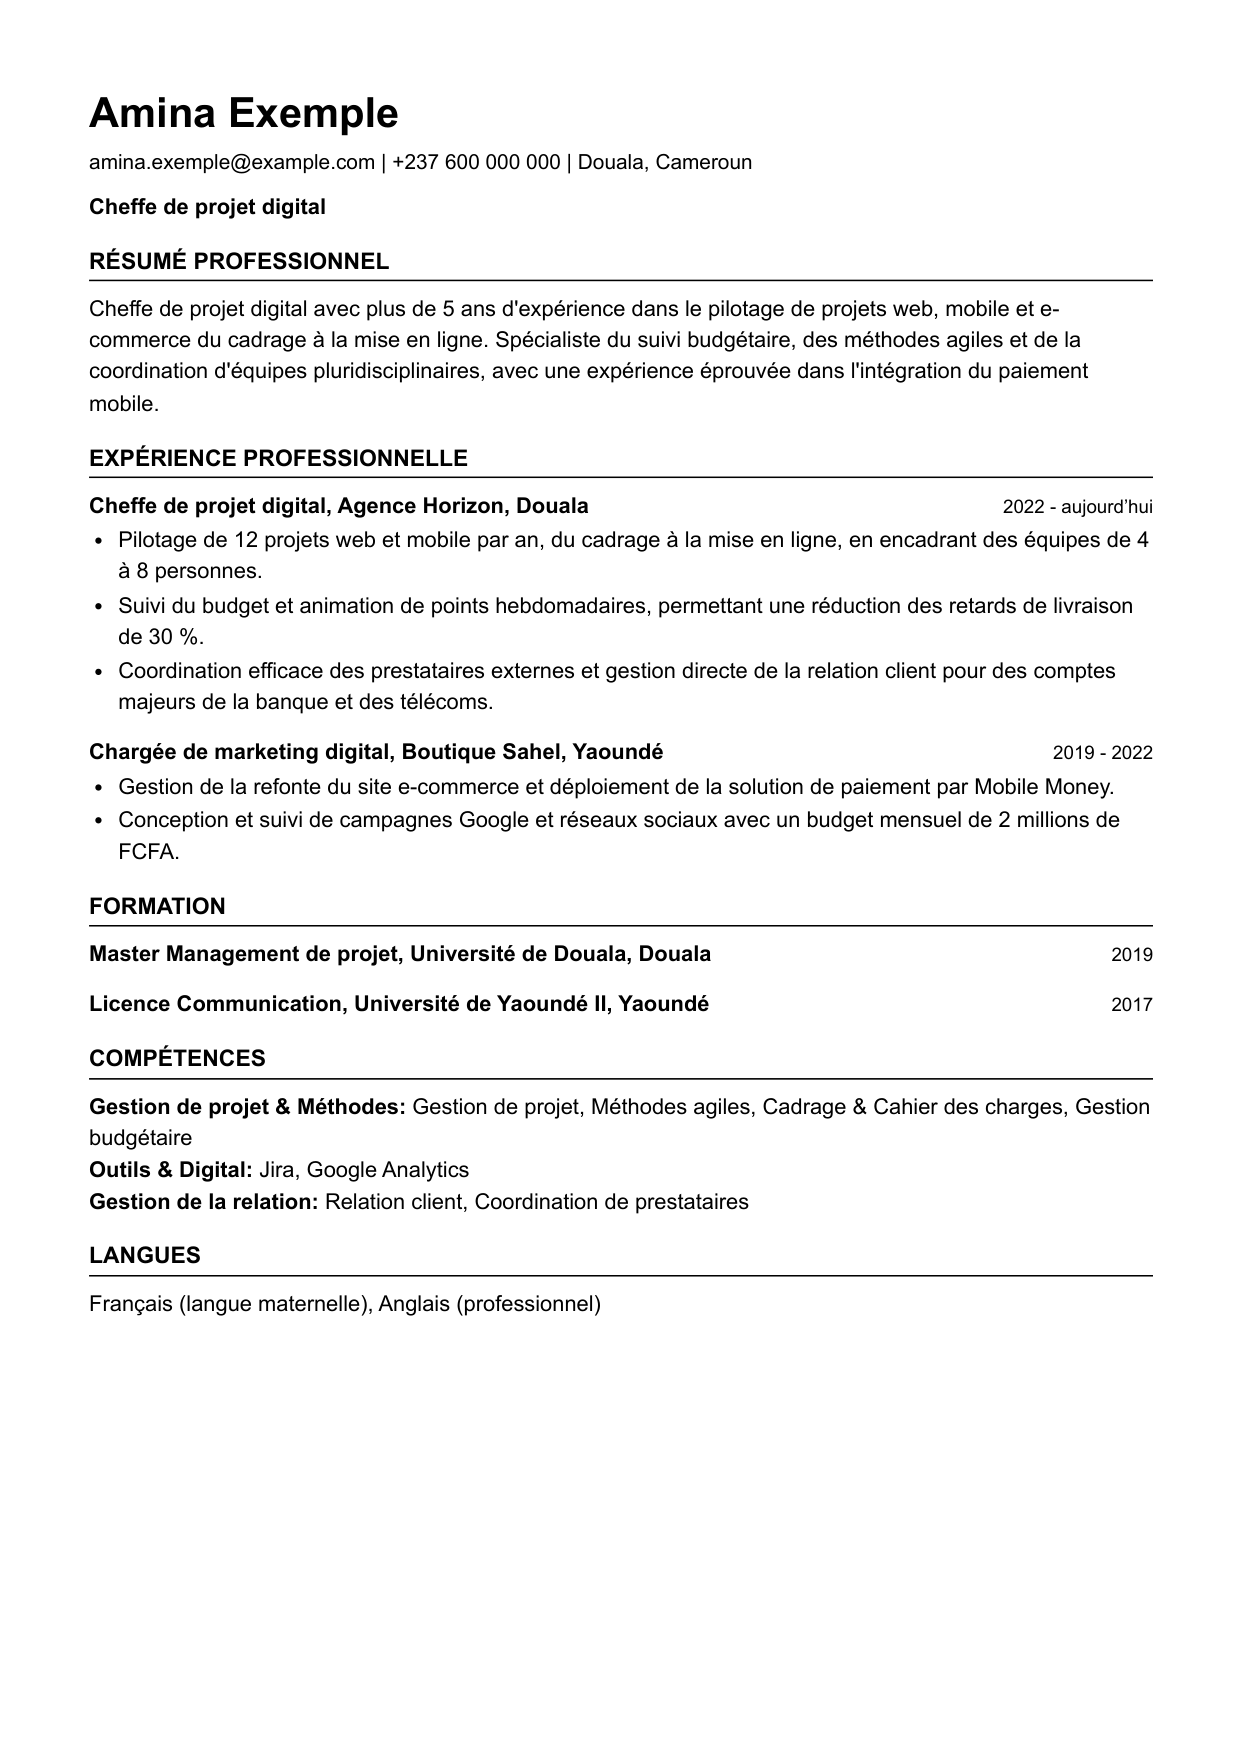 Amina Exemple
amina.exemple@example.com | +237 600 000 000 | Douala, Cameroun
Cheffe de projet digital
RÉSUMÉ PROFESSIONNEL
Cheffe de projet digital avec plus de 5 ans d'expérience dans le pilotage de projets web, mobile et e-
commerce du cadrage à la mise en ligne. Spécialiste du suivi budgétaire, des méthodes agiles et de la
coordination d'équipes pluridisciplinaires, avec une expérience éprouvée dans l'intégration du paiement
mobile.
EXPÉRIENCE PROFESSIONNELLE
Cheffe de projet digital, Agence Horizon, Douala 2022 - aujourd’hui
• Pilotage de 12 projets web et mobile par an, du cadrage à la mise en ligne, en encadrant des équipes de 4
à 8 personnes.
• Suivi du budget et animation de points hebdomadaires, permettant une réduction des retards de livraison
de 30 %.
• Coordination efficace des prestataires externes et gestion directe de la relation client pour des comptes
majeurs de la banque et des télécoms.
Chargée de marketing digital, Boutique Sahel, Yaoundé 2019 - 2022
• Gestion de la refonte du site e-commerce et déploiement de la solution de paiement par Mobile Money.
• Conception et suivi de campagnes Google et réseaux sociaux avec un budget mensuel de 2 millions de
FCFA.
FORMATION
Master Management de projet, Université de Douala, Douala 2019
Licence Communication, Université de Yaoundé II, Yaoundé 2017
COMPÉTENCES
Gestion de projet & Méthodes: Gestion de projet, Méthodes agiles, Cadrage & Cahier des charges, Gestion
budgétaire
Outils & Digital: Jira, Google Analytics
Gestion de la relation: Relation client, Coordination de prestataires
LANGUES
Français (langue maternelle), Anglais (professionnel)